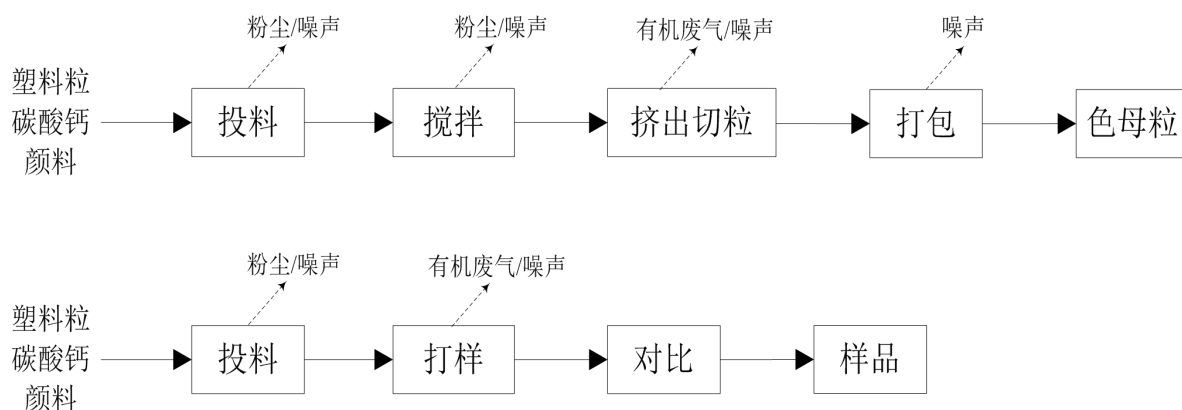 粉尘/噪声
粉尘/噪声
有机废气/噪声
噪声
塑料粒
碳酸钙
颜料
投料
搅拌
挤出切粒
打包
色母粒
粉尘/噪声
有机废气/噪声
塑料粒
碳酸钙
颜料
投料
打样
对比
样品